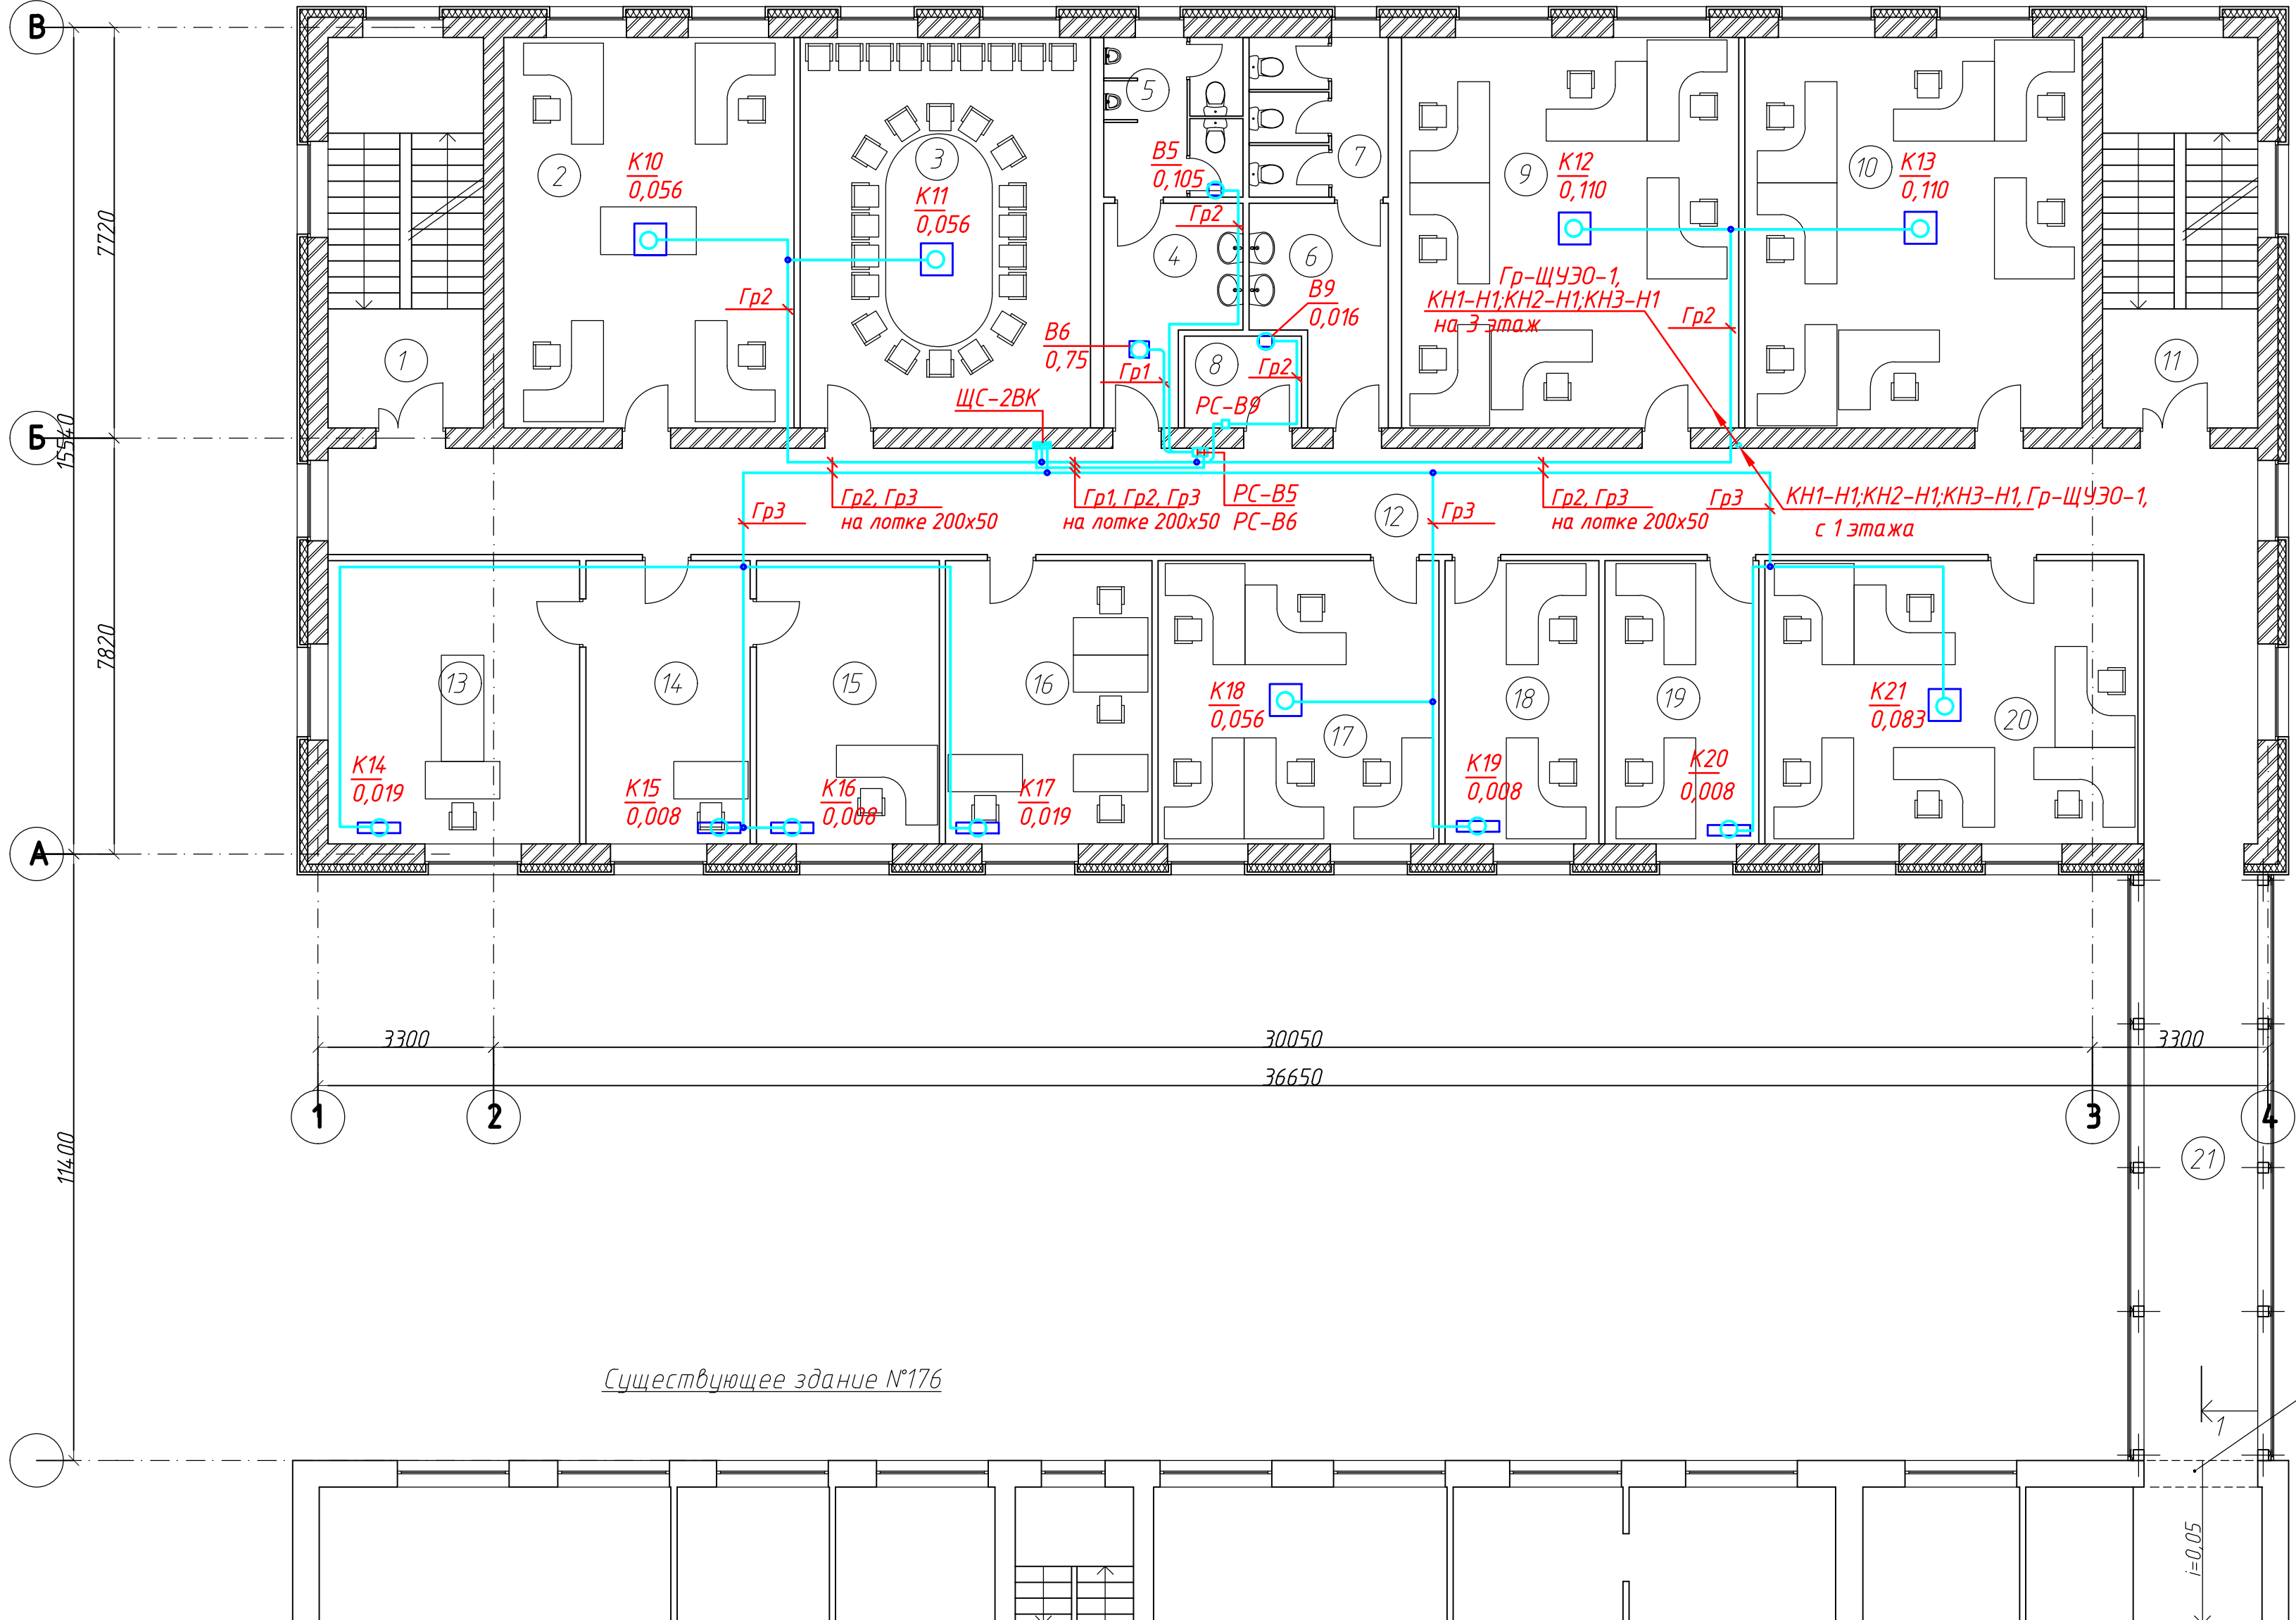 В
Б
А
7720
15540
7820
11400
1
2
3
4
5
6
7
8
9
10
11
12
13
14
15
16
17
18
19
20
21
К10
0,056
К11
0,056
В5
0,105
Гр2
К12
0,110
К13
0,110
Гр2
В6
0,75
Гр1
В9
0,016
Гр2
Гр-ЩУЭО-1,
КН1-Н1;КН2-Н1;КН3-Н1
на 3 этаж
Гр2
ЩС-2ВК
РС-В9
Гр3
Гр2, Гр3
на лотке 200х50
Гр1, Гр2, Гр3
на лотке 200х50
РС-В5
РС-В6
Гр3
Гр2, Гр3
на лотке 200х50
Гр3
КН1-Н1;КН2-Н1;КН3-Н1, Гр-ЩУЭО-1,
с 1 этажа
К14
0,019
К15
0,008
К16
0,008
К17
0,019
К18
0,056
К19
0,008
К20
0,008
К21
0,083
3300
30050
3300
36650
1
2
3
4
Существующее здание №176
1
i=0,05